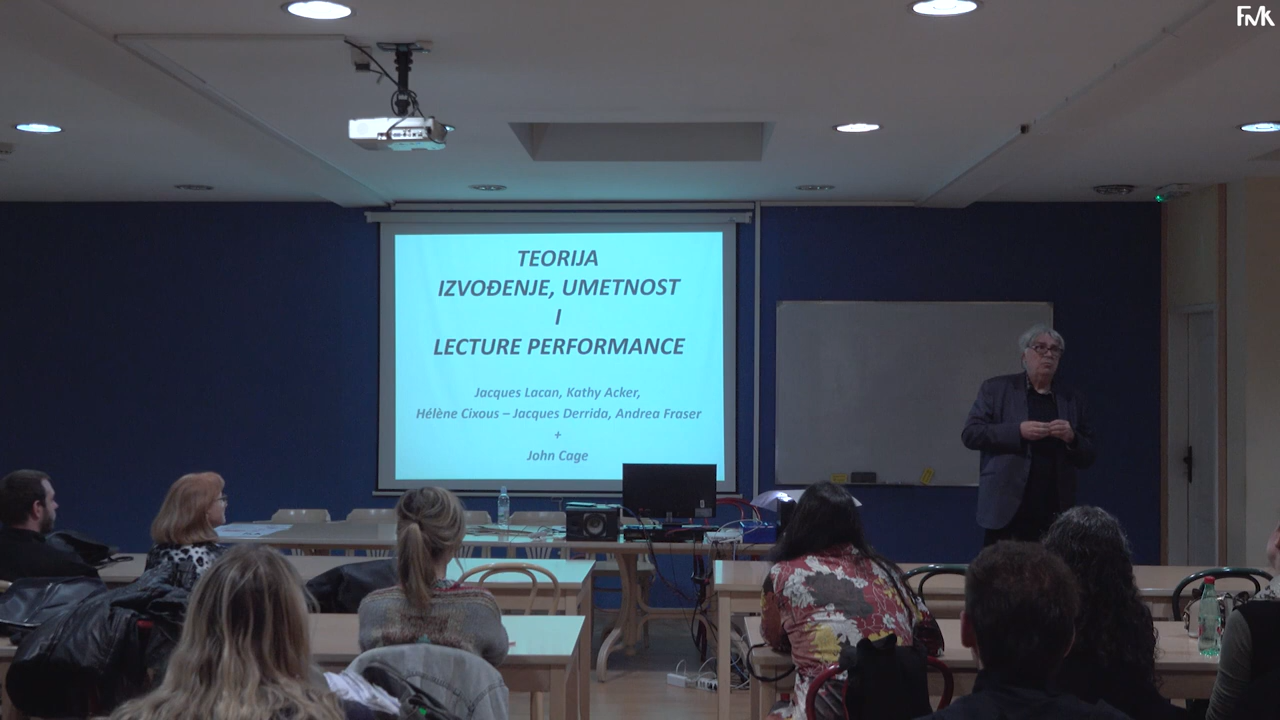 FMK
TEORIJA
IZVOĐENJE, UMETNOST
I
LECTURE PERFORMANCE
Jacques Lacan, Kathy Acker,
Hélène Cixous – Jacques Derrida, Andrea Fraser
+
John Cage